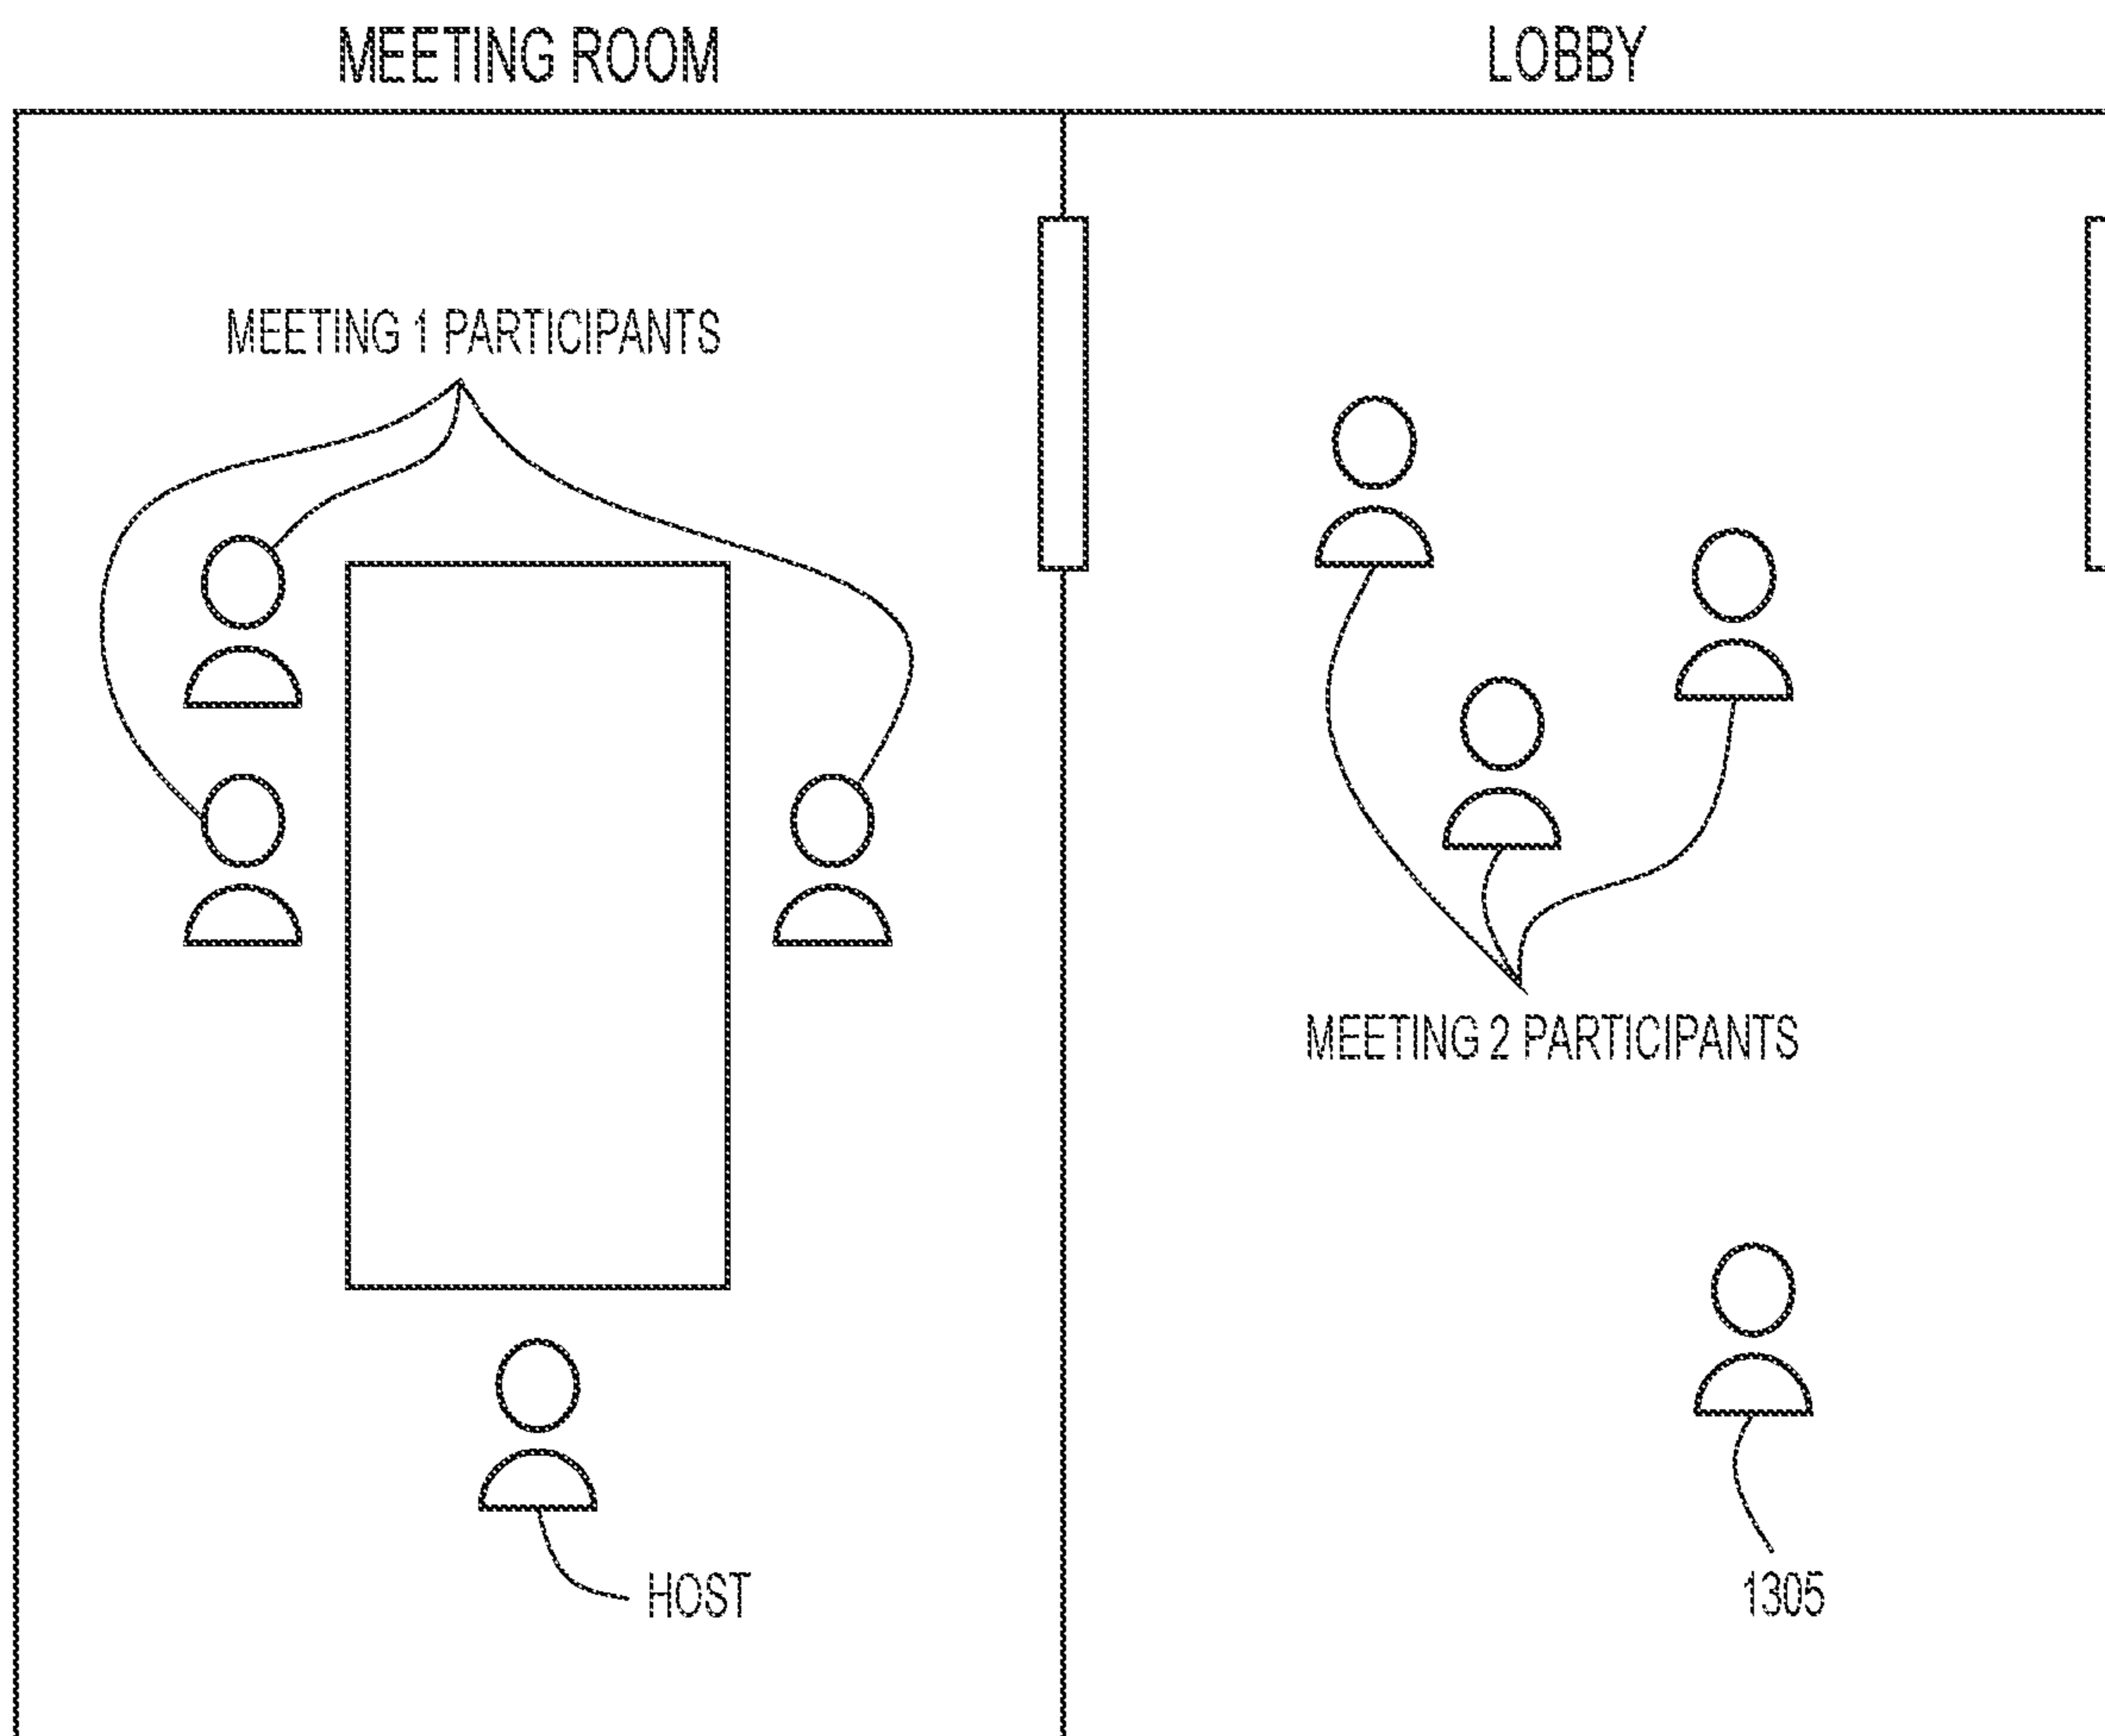 MEETING ROOM
LOBBY
MEETING 1 PARTICIPANTS
MEETING 2 PARTICIPANTS
HOST
1305